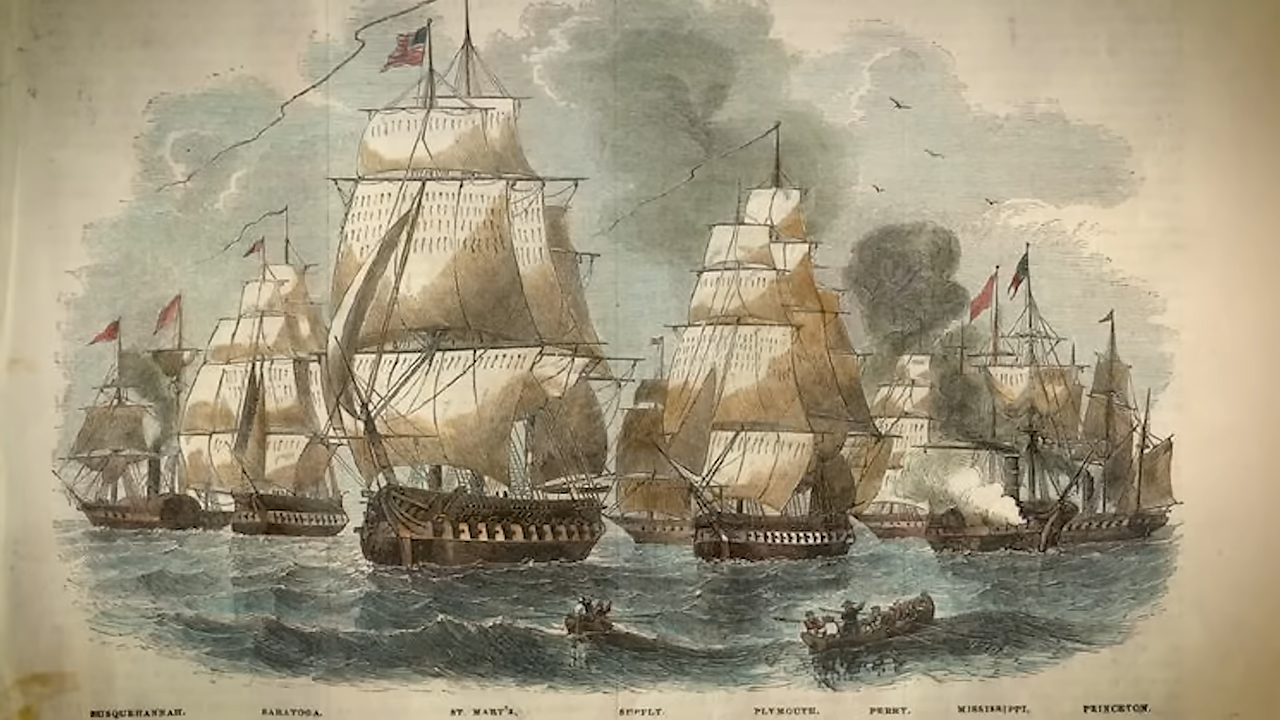 SUSQUEHANNAH. SARATOGA. ST. MARY'S, SUPPLY. PLYMOUTH. PERRY. MISSISSIPPI. PRINCETON.